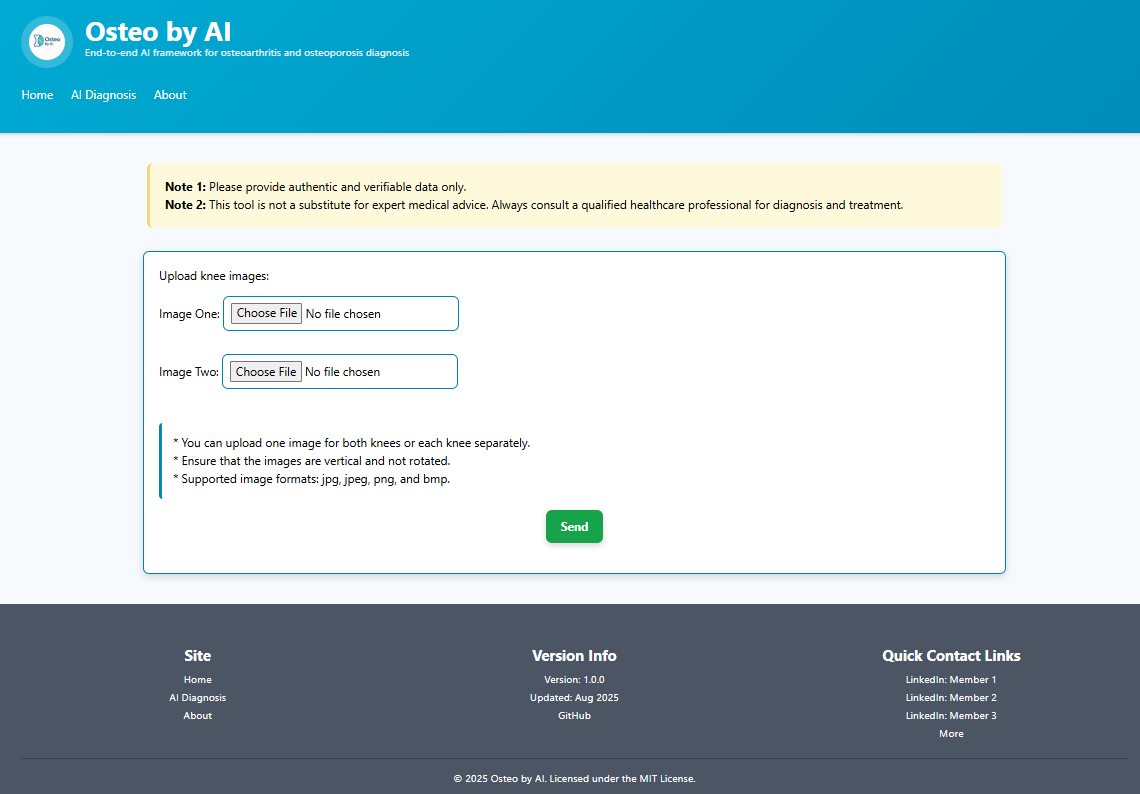 Osteo
by AI
Osteo by AI
End-to-end AI framework for osteoarthritis and osteoporosis diagnosis
Home AI Diagnosis About
Note 1: Please provide authentic and verifiable data only.
Note 2: This tool is not a substitute for expert medical advice. Always consult a qualified healthcare professional for diagnosis and treatment.
Upload knee images:
Image One: Choose File No file chosen
Image Two: Choose File No file chosen
* You can upload one image for both knees or each knee separately.
* Ensure that the images are vertical and not rotated.
* Supported image formats: jpg, jpeg, png, and bmp.
Send
Site
Home
AI Diagnosis
About
Version Info
Version: 1.0.0
Updated: Aug 2025
GitHub
Quick Contact Links
LinkedIn: Member 1
LinkedIn: Member 2
LinkedIn: Member 3
More
© 2025 Osteo by AI. Licensed under the MIT License.